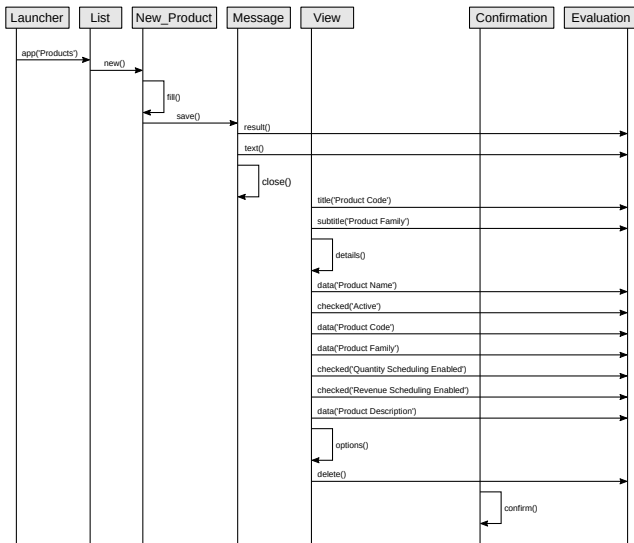 Launcher List New_Product Message View Confirmation Evaluation
app('Products')
new()
fill()
save()
result()
text()
close()
title('Product Code')
subtitle('Product Family')
details()
data('Product Name')
checked('Active')
data('Product Code')
data('Product Family')
checked('Quantity Scheduling Enabled')
checked('Revenue Scheduling Enabled')
data('Product Description')
options()
delete()
confirm()